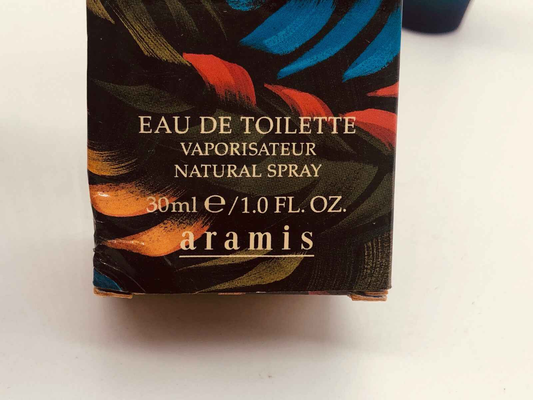 EAU DE TOILETTE
VAPORISATEUR
NATURAL SPRAY
30ml ℮/1.0 FL. OZ.
aramis